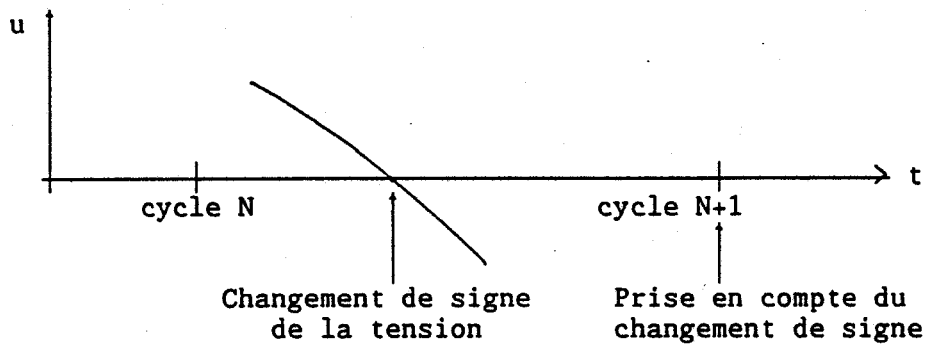 u
t
cycle N
cycle N+1
Changement de signe
de la tension
Prise en compte du
changement de signe